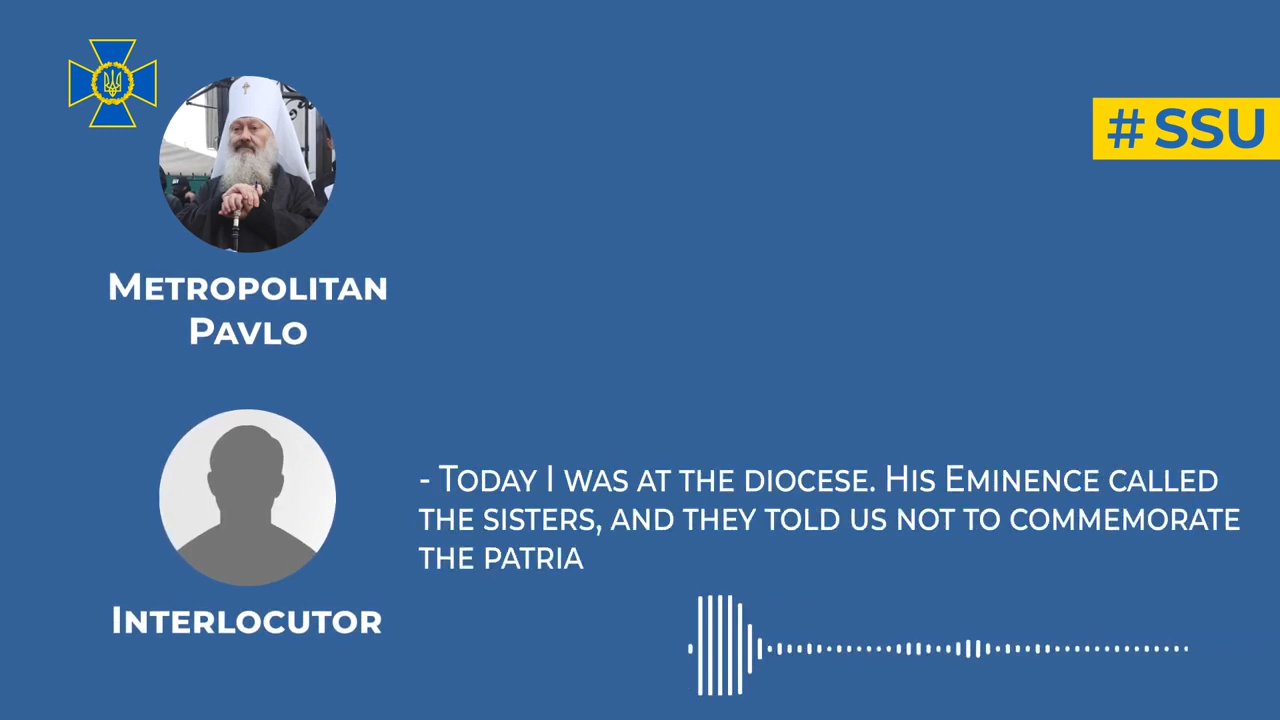 #SSU
METROPOLITAN
PAVLO
- TODAY I WAS AT THE DIOCESE. HIS EMINENCE CALLED
THE SISTERS, AND THEY TOLD US NOT TO COMMEMORATE
THE PATRIA
INTERLOCUTOR